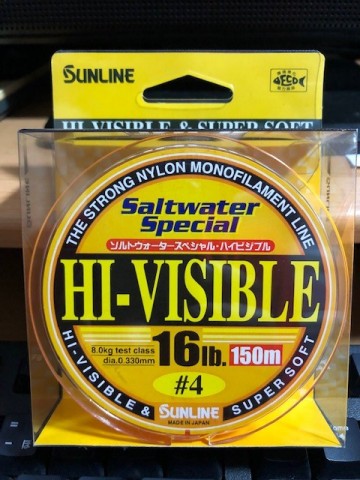 SUNLINE
HI-VISIBLE & SUPER SOFT
THE STRONG NYLON MONOFILAMENT LINE
Saltwater
Special
ソルトウォータースペシャル・ハイビジブル
HI-VISIBLE
8.0kg test class
dia.0.330mm
16lb.
150m
#4
HI-VISIBLE & SUPER SOFT
SUNLINE
MADE IN JAPAN